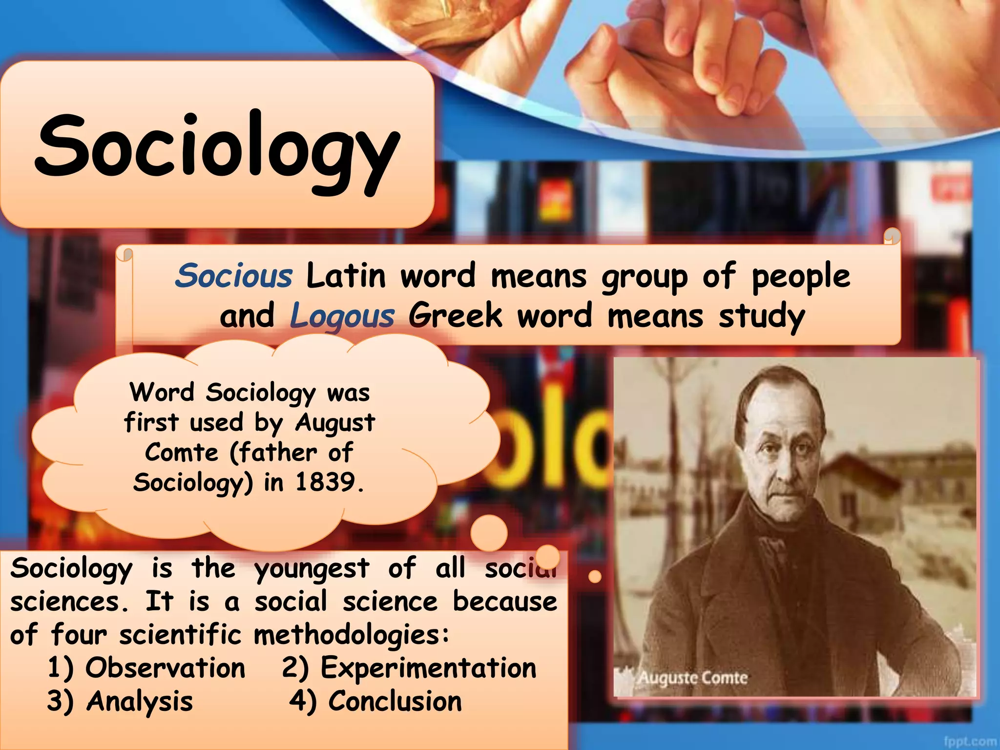 Sociology
Socious Latin word means group of people
and Logous Greek word means study
Word Sociology was
first used by August
Comte (father of
Sociology) in 1839.
olo
Sociology is the youngest of all social
sciences. It is a social science because
of four scientific methodologies:
1) Observation 2) Experimentation
3) Analysis 4) Conclusion
Auguste Comte
fppt.com